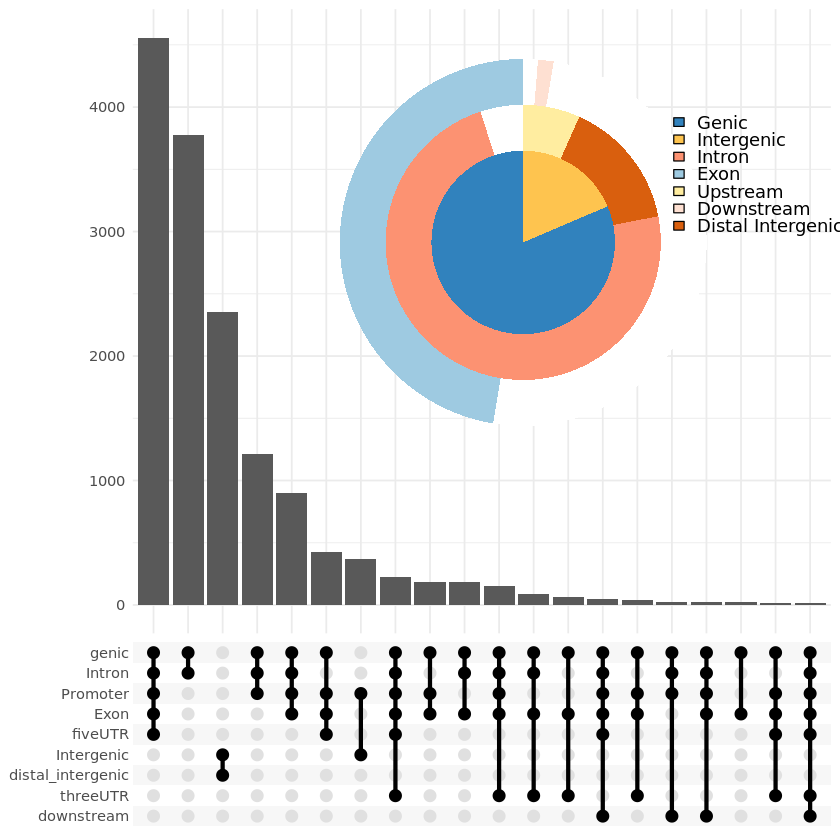 4000
3000
2000
1000
0
Genic
Intergenic
Intron
Exon
Upstream
Downstream
Distal Intergenic
genic
Intron
Promoter
Exon
fiveUTR
Intergenic
distal_intergenic
threeUTR
downstream